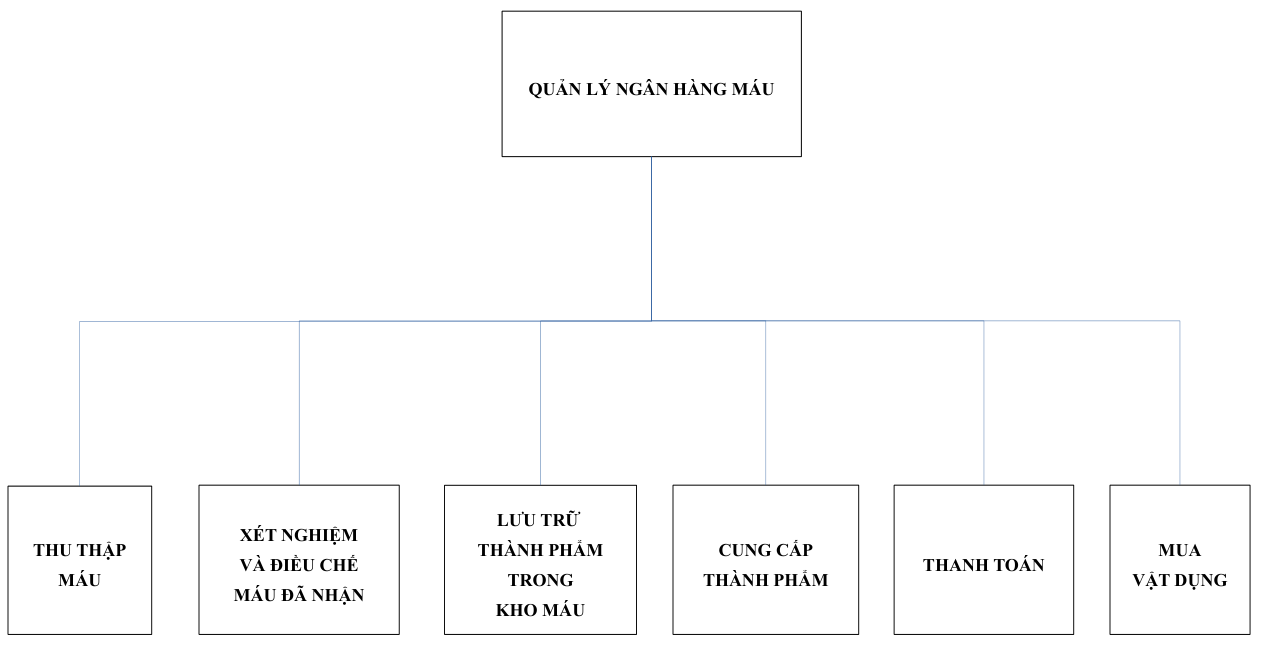 QUẢN LÝ NGÂN HÀNG MÁU
THU THẬP
MÁU
XÉT NGHIỆM
VÀ ĐIỀU CHẾ
MÁU ĐÃ NHẬN
LƯU TRỮ
THÀNH PHẨM
TRONG
KHO MÁU
CUNG CẤP
THÀNH PHẨM
THANH TOÁN
MUA
VẬT DỤNG